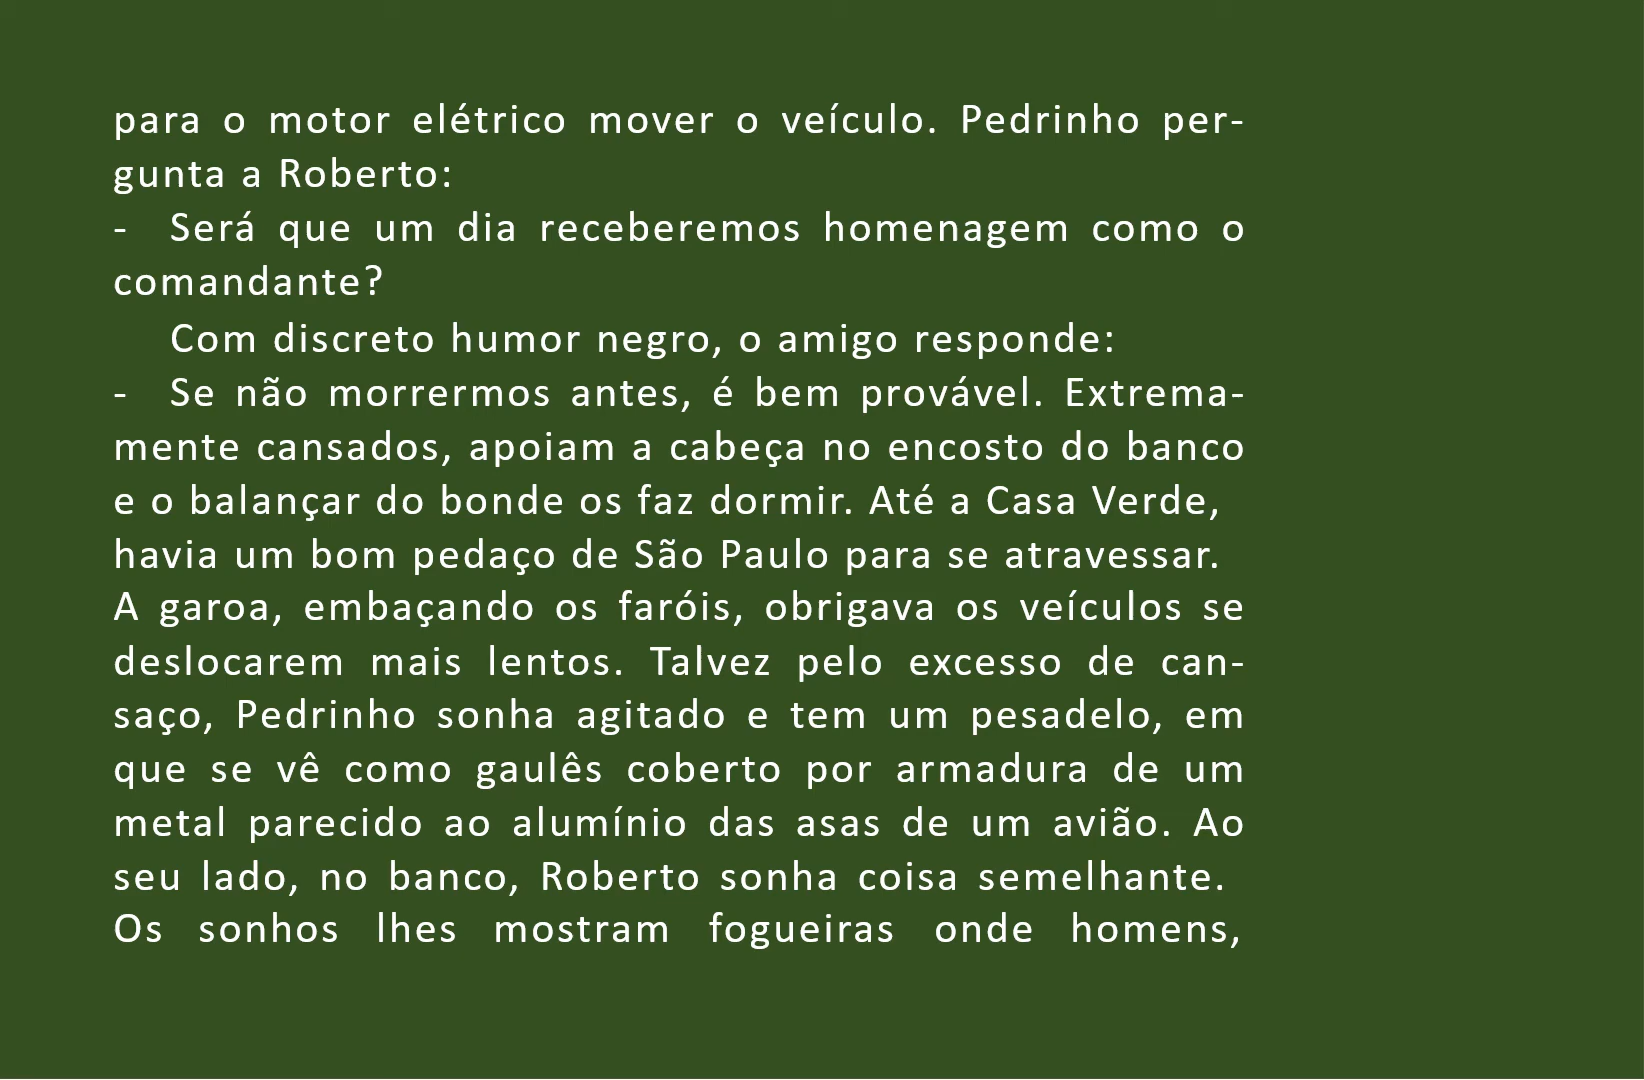 para o motor elétrico mover o veículo. Pedrinho per-
gunta a Roberto:
- Será que um dia receberemos homenagem como o
comandante?
Com discreto humor negro, o amigo responde:
- Se não morrermos antes, é bem provável. Extrema-
mente cansados, apoiam a cabeça no encosto do banco
e o balançar do bonde os faz dormir. Até a Casa Verde,
havia um bom pedaço de São Paulo para se atravessar.
A garoa, embaçando os faróis, obrigava os veículos se
deslocarem mais lentos. Talvez pelo excesso de can-
saço, Pedrinho sonha agitado e tem um pesadelo, em
que se vê como gaulês coberto por armadura de um
metal parecido ao alumínio das asas de um avião. Ao
seu lado, no banco, Roberto sonha coisa semelhante.
Os sonhos lhes mostram fogueiras onde homens,